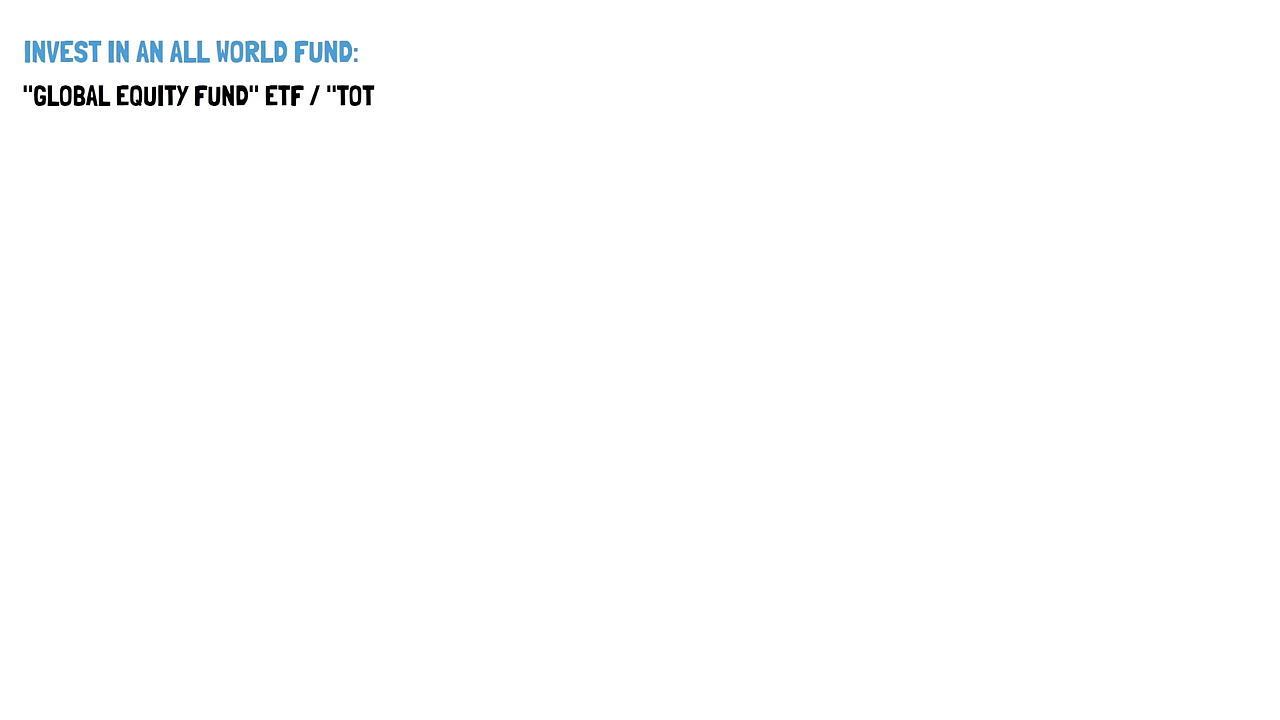 INVEST IN AN ALL WORLD FUND:
"GLOBAL EQUITY FUND" ETF / "TOT